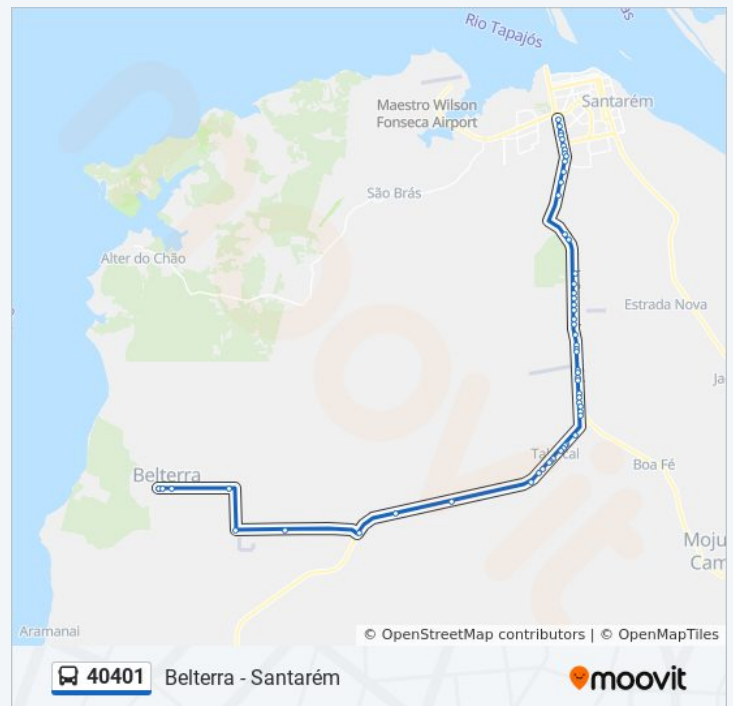 Rio Tapajós
Maestro Wilson
Fonseca Airport
Santarém
São Brás
Alter do Chão
Estrada Nova
Belterra
Boa Fé
Aramanai
© OpenStreetMap contributors | © OpenMapTiles
40401 Belterra - Santarém
moovit